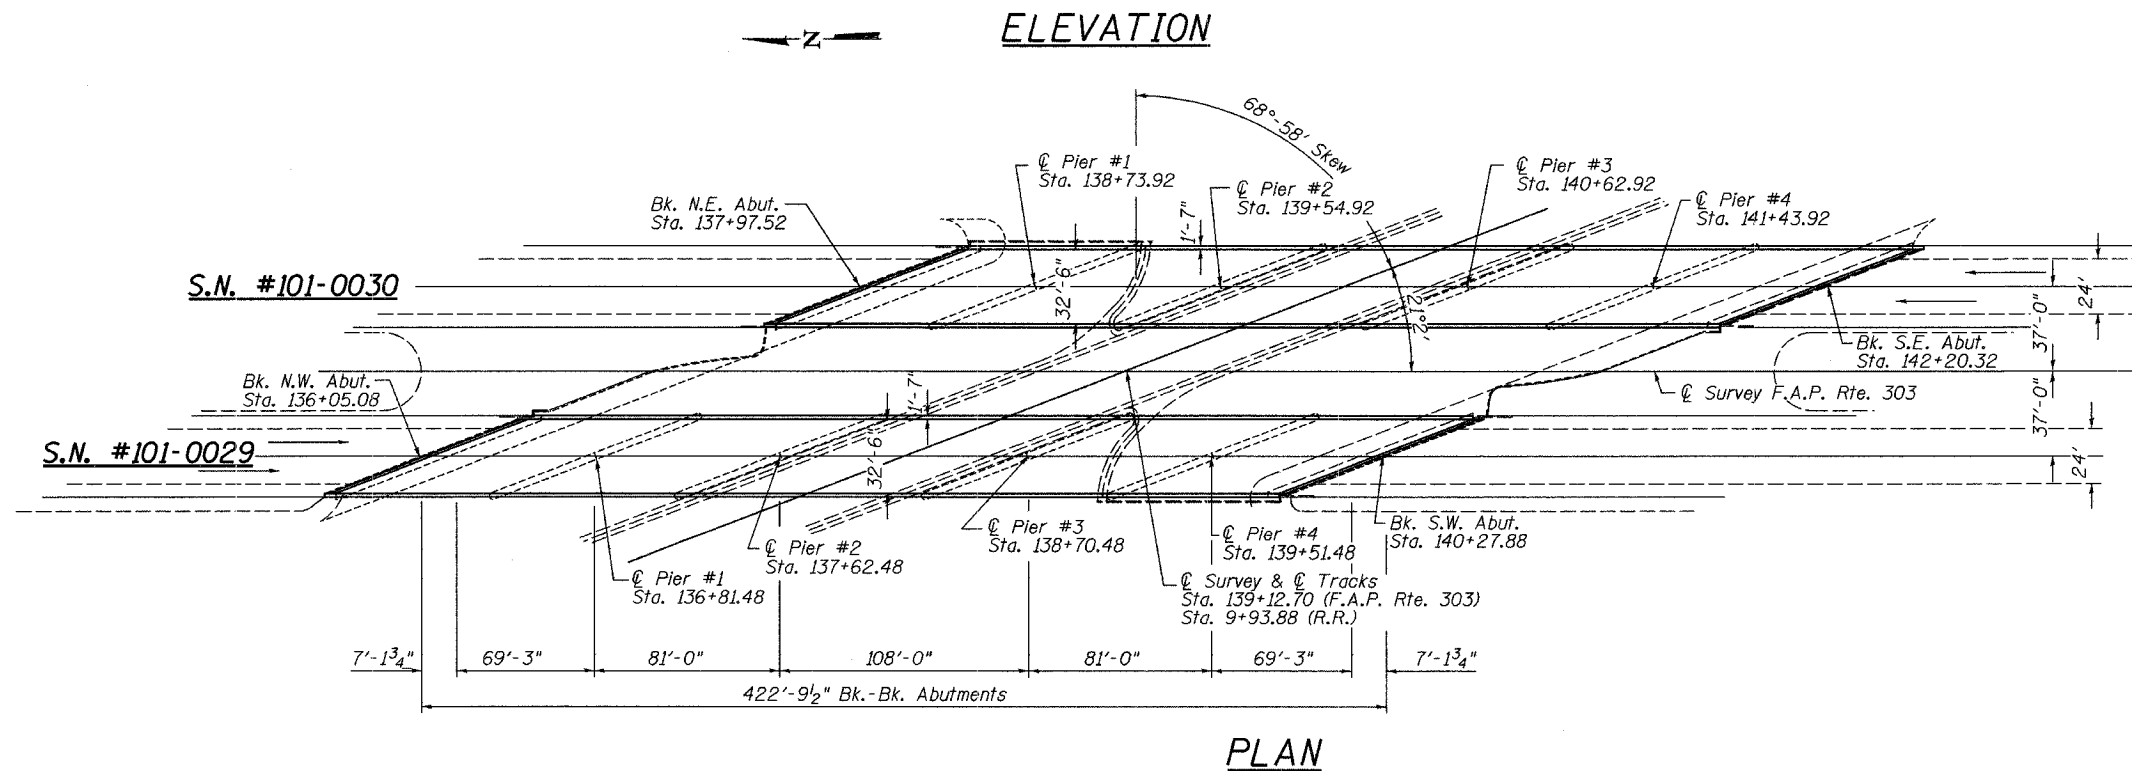 ELEVATION
N
68°-58' Skew
℄ Pier #1
Sta. 138+73.92
℄ Pier #2
Sta. 139+54.92
℄ Pier #3
Sta. 140+62.92
℄ Pier #4
Sta. 141+43.92
Bk. N.E. Abut.
Sta. 137+97.52
1'-7"
32'-6"
S.N. #101-0030
21°2'
24'
37'-0"
Bk. S.E. Abut.
Sta. 142+20.32
℄ Survey F.A.P. Rte. 303
Bk. N.W. Abut.
Sta. 136+05.08
1'-7"
32'-6"
37'-0"
24'
S.N. #101-0029
℄ Pier #1
Sta. 136+81.48
℄ Pier #2
Sta. 137+62.48
℄ Pier #3
Sta. 138+70.48
℄ Pier #4
Sta. 139+51.48
Bk. S.W. Abut.
Sta. 140+27.88
℄ Survey & ℄ Tracks
Sta. 139+12.70 (F.A.P. Rte. 303)
Sta. 9+93.88 (R.R.)
7'-1¾" 69'-3" 81'-0" 108'-0" 81'-0" 69'-3" 7'-1¾"
422'-9½" Bk.-Bk. Abutments
PLAN